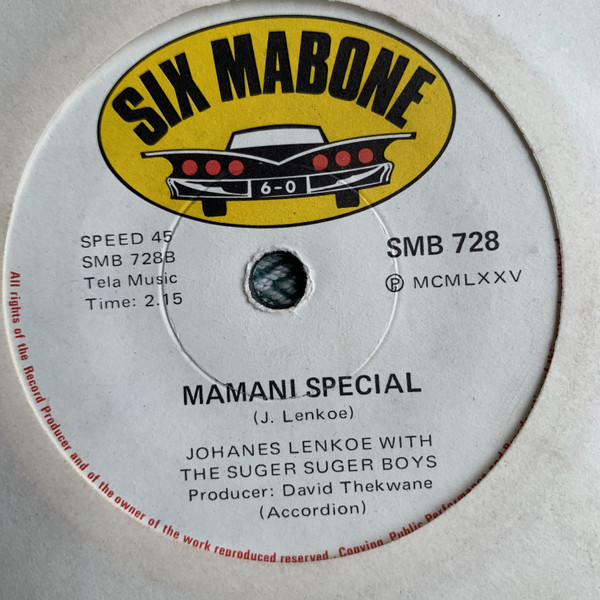 SIX MABONE
6-0
SPEED 45
SMB 728B
Tela Music
Time: 2.15
SMB 728
Ⓟ MCMLXXV
MAMANI SPECIAL
(J. Lenkoe)
JOHANES LENKOE WITH
THE SUGER SUGER BOYS
Producer: David Thekwane
(Accordion)
All rights of the Record Producer and of the owner of the work reproduced reserved. Copying, Public Performance